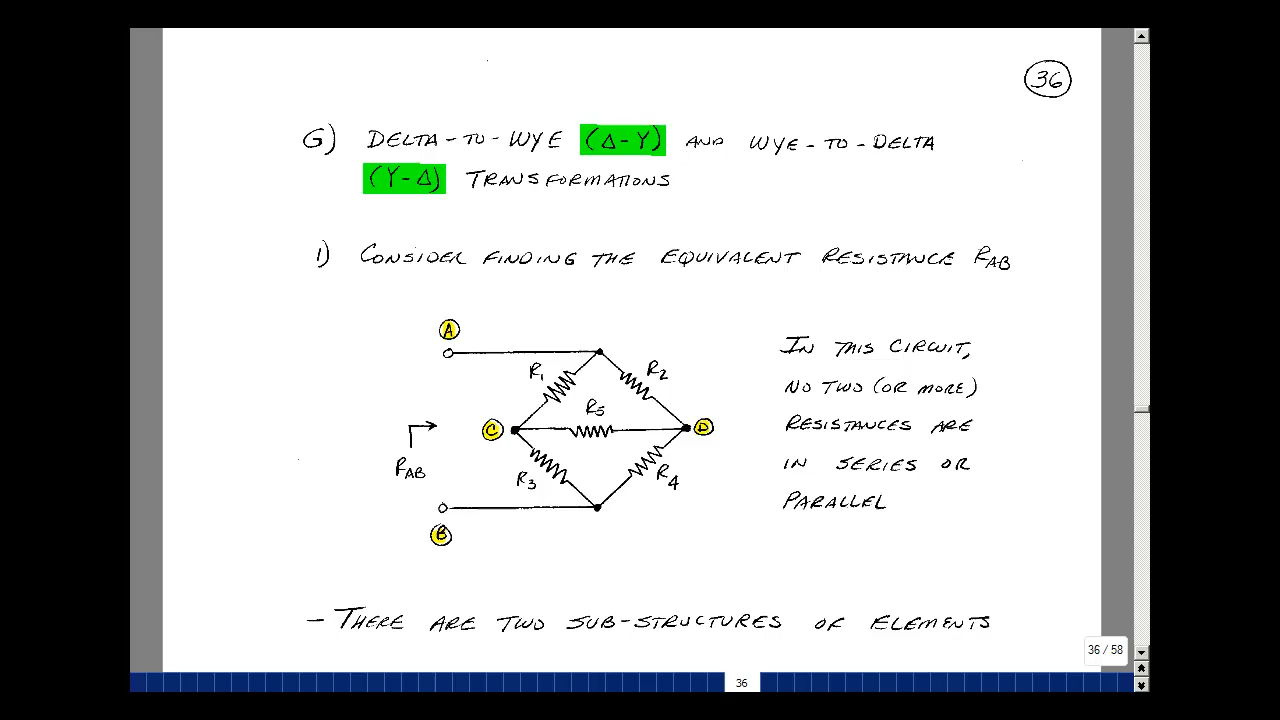 36
G) DELTA-TO-WYE (Δ-Y) AND WYE-TO-DELTA
(Y-Δ) TRANSFORMATIONS
1) CONSIDER FINDING THE EQUIVALENT RESISTANCE RAB
A
IN THIS CIRCUIT,
R1
R2
NO TWO (OR MORE)
R5
C
D
RESISTANCES ARE
RAB
R3
R4
IN SERIES OR
PARALLEL
B
- THERE ARE TWO SUB-STRUCTURES OF ELEMENTS
36 / 58
36